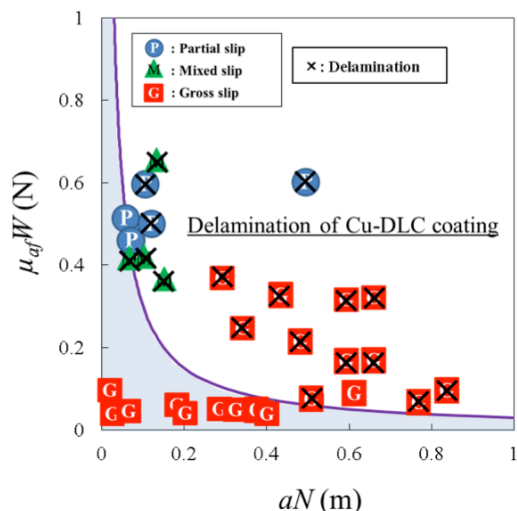 P : Partial slip
M : Mixed slip
G : Gross slip
× : Delamination
1
0.8
0.6
0.4
0.2
0
μafW (N)
P
P
Delamination of Cu-DLC coating
G
G
G
G
G
G
G
G
G
G
0 0.2 0.4 0.6 0.8 1
aN (m)